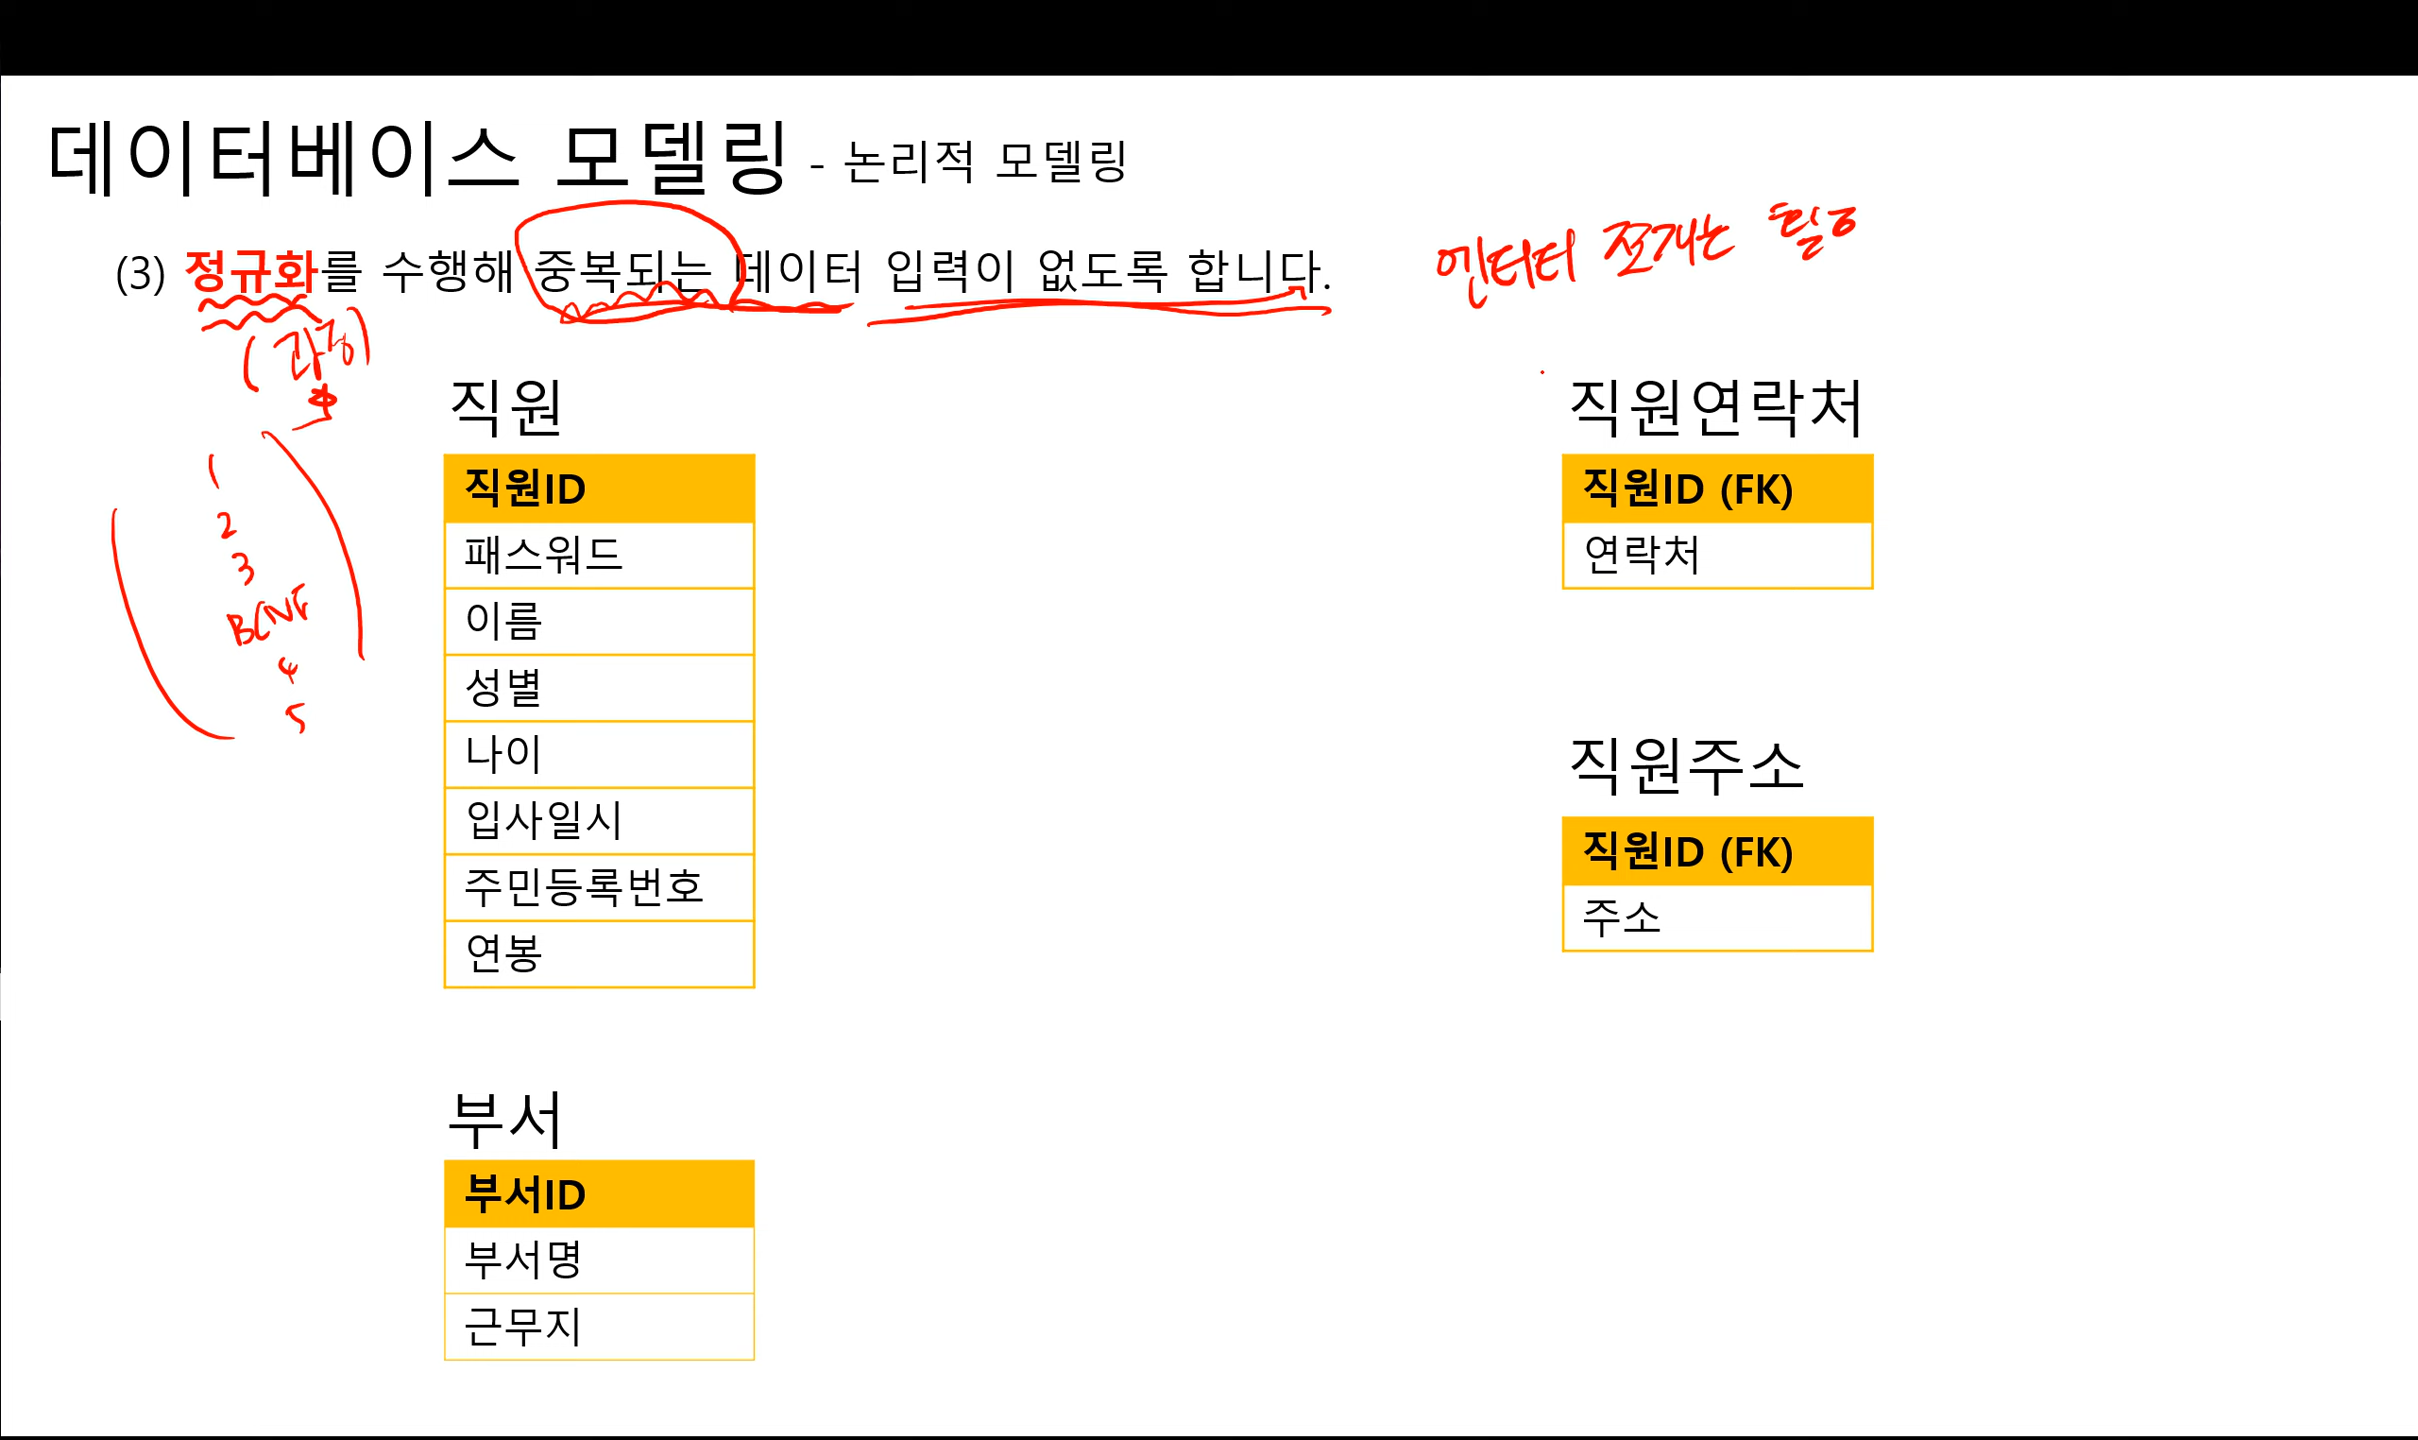 데이터베이스 모델링 - 논리적 모델링
(3) 정규화를 수행해 중복되는 데이터 입력이 없도록 합니다.
엔터티 쪼개는
(과정)
1
2
3
BCNF
4
5
직원
직원ID
패스워드
이름
성별
나이
입사일시
주민등록번호
연봉
부서
부서ID
부서명
근무지
직원연락처
직원ID (FK)
연락처
직원주소
직원ID (FK)
주소